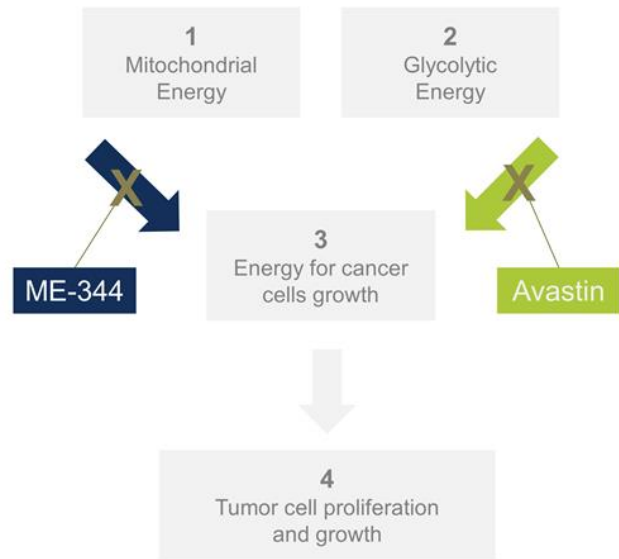 1
Mitochondrial
Energy
2
Glycolytic
Energy
X
X
3
Energy for cancer
cells growth
ME-344
Avastin
4
Tumor cell proliferation
and growth